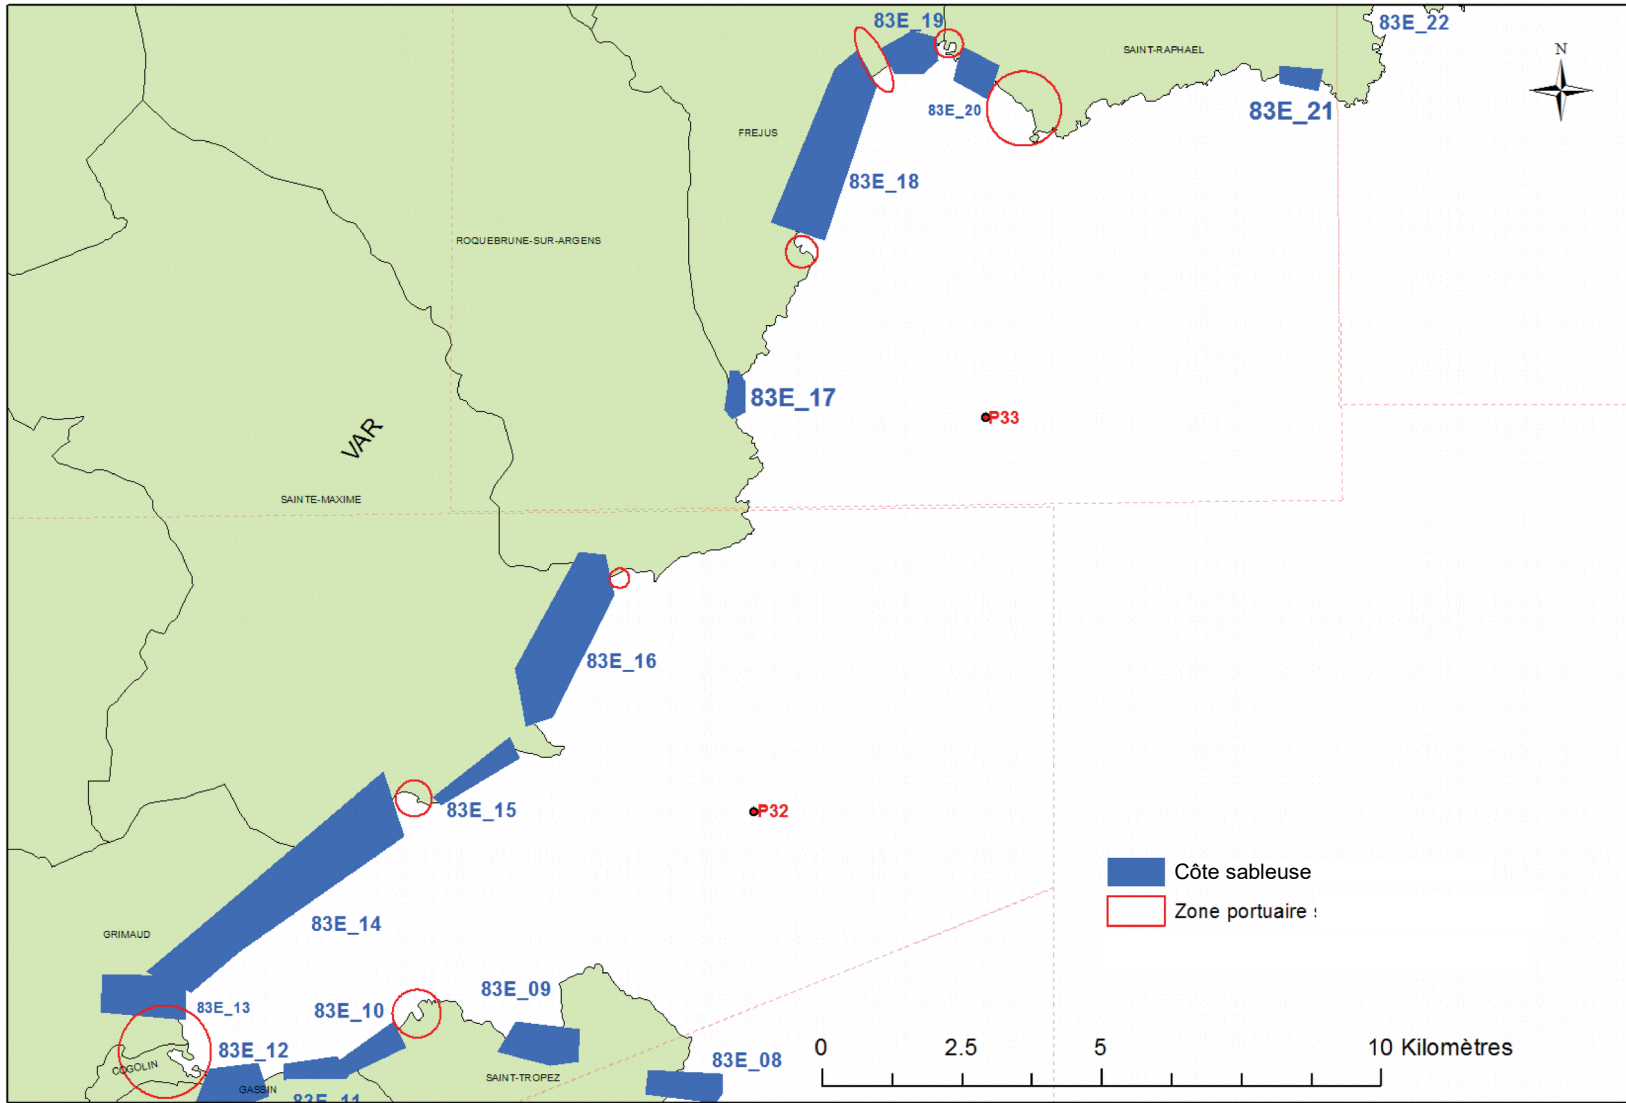 83E_19
83E_22
SAINT-RAPHAEL
N
83E_20
83E_21
FREJUS
83E_18
ROQUEBRUNE-SUR-ARGENS
83E_17
P33
VAR
SAINTE-MAXIME
83E_16
83E_15
P32
Côte sableuse
Zone portuaire
83E_14
GRIMAUD
83E_09
83E_13
83E_10
83E_12
COGOLIN
GASSIN
83E_11
SAINT-TROPEZ
83E_08
0 2.5 5 10 Kilomètres